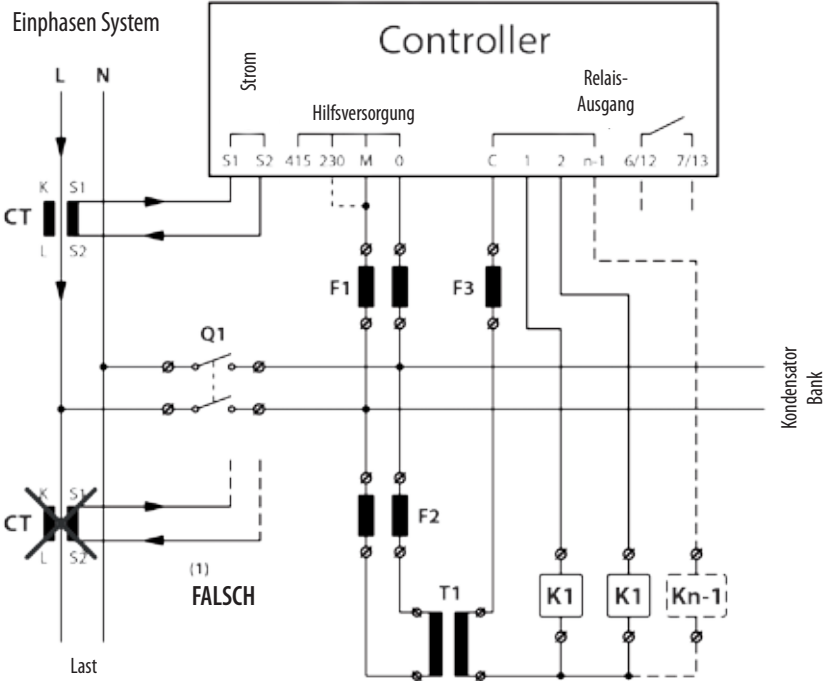 Einphasen System
Controller
L N
Strom
Hilfsversorgung
Relais-
Ausgang
S1 S2 415 230 M 0 C 1 2 n-1 6/12 7/13
K S1
CT
L S2
F1
F3
Q1
Kondensator
Bank
K S1
CT
L S2
F2
(1)
FALSCH
T1
K1 K1 Kn-1
Last